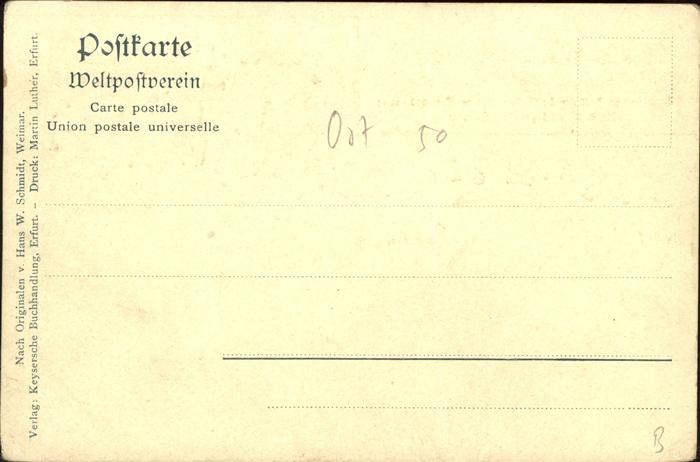 Postkarte
Weltpostverein
Carte postale
Union postale universelle
50
B
Nach Originalen v. Hans W. Schmidt, Weimar.
Verlag: Keysersche Buchhandlung, Erfurt. – Druck: Martin Luther, Erfurt.